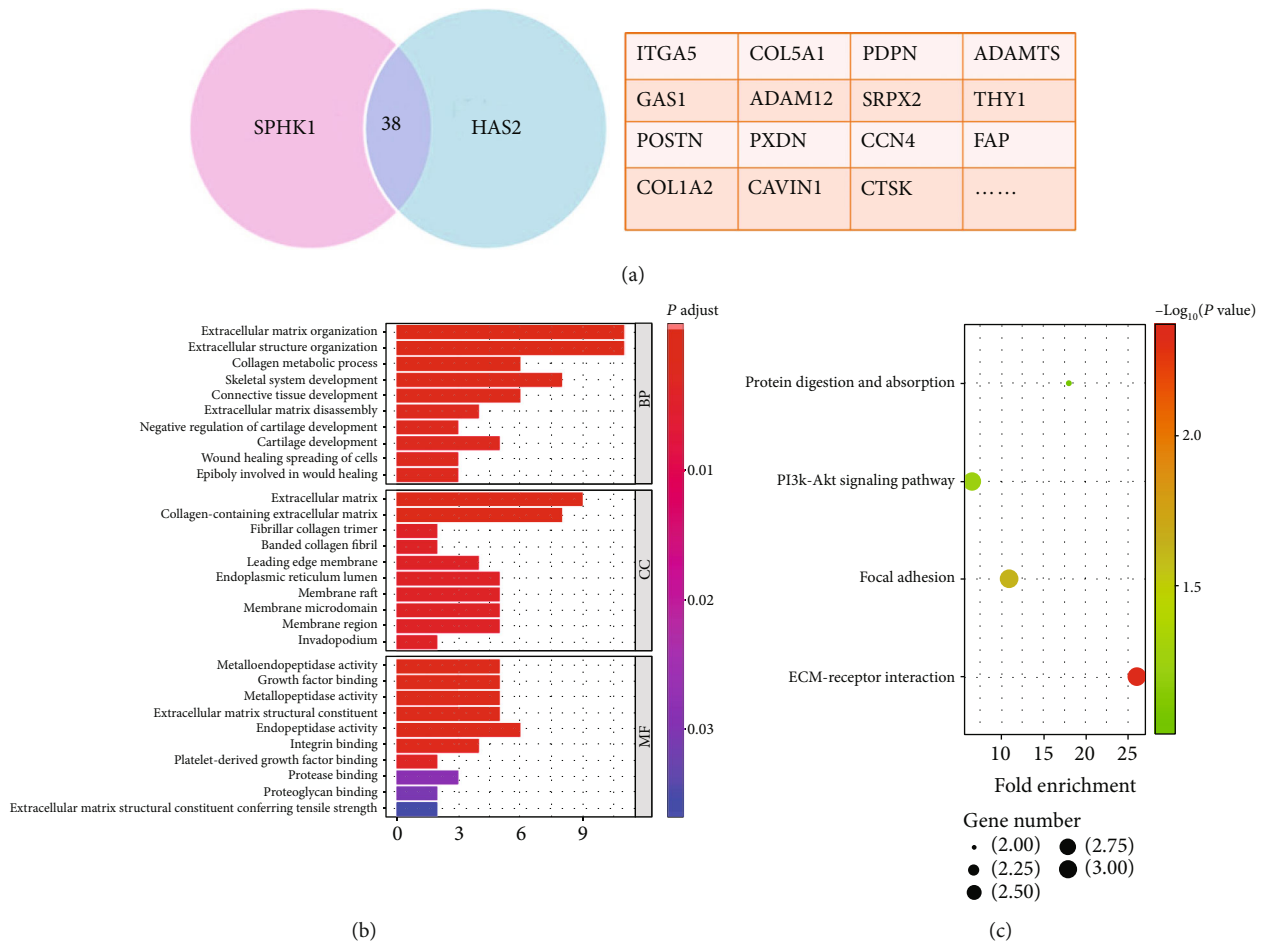 SPHK1
38
HAS2
ITGA5 COL5A1 PDPN ADAMTS
GAS1 ADAM12 SRPX2 THY1
POSTN PXDN CCN4 FAP
COL1A2 CAVIN1 CTSK ……
(a)
P adjust
Extracellular matrix organization
Extracellular structure organization
Collagen metabolic process
Skeletal system development
Connective tissue development
Extracellular matrix disassembly
Negative regulation of cartilage development
Cartilage development
Wound healing spreading of cells
Epiboly involved in would healing
BP
Extracellular matrix
Collagen-containing extracellular matrix
Fibrillar collagen trimer
Banded collagen fibril
Leading edge membrane
Endoplasmic reticulum lumen
Membrane raft
Membrane microdomain
Membrane region
Invadopodium
CC
Metalloendopeptidase activity
Growth factor binding
Metallopeptidase activity
Extracellular matrix structural constituent
Endopeptidase activity
Integrin binding
Platelet-derived growth factor binding
Protease binding
Proteoglycan binding
Extracellular matrix structural constituent conferring tensile strength
MF
0 3 6 9
0.01
0.02
0.03
(b)
–Log10(P value)
Protein digestion and absorption
PI3k-Akt signaling pathway
Focal adhesion
ECM-receptor interaction
2.0
1.5
10 15 20 25
Fold enrichment
Gene number
(2.00) (2.75)
(2.25) (3.00)
(2.50)
(c)